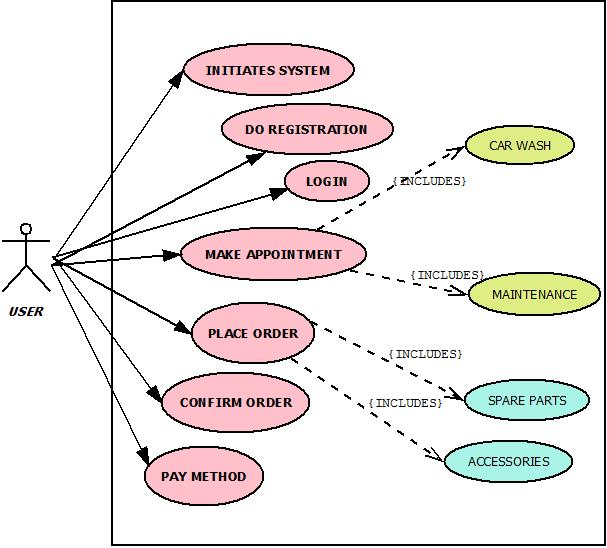 INITIATES SYSTEM
DO REGISTRATION
CAR WASH
LOGIN
{INCLUDES}
MAKE APPOINTMENT
{INCLUDES}
MAINTENANCE
USER
PLACE ORDER
{INCLUDES}
CONFIRM ORDER
{INCLUDES}
SPARE PARTS
ACCESSORIES
PAY METHOD